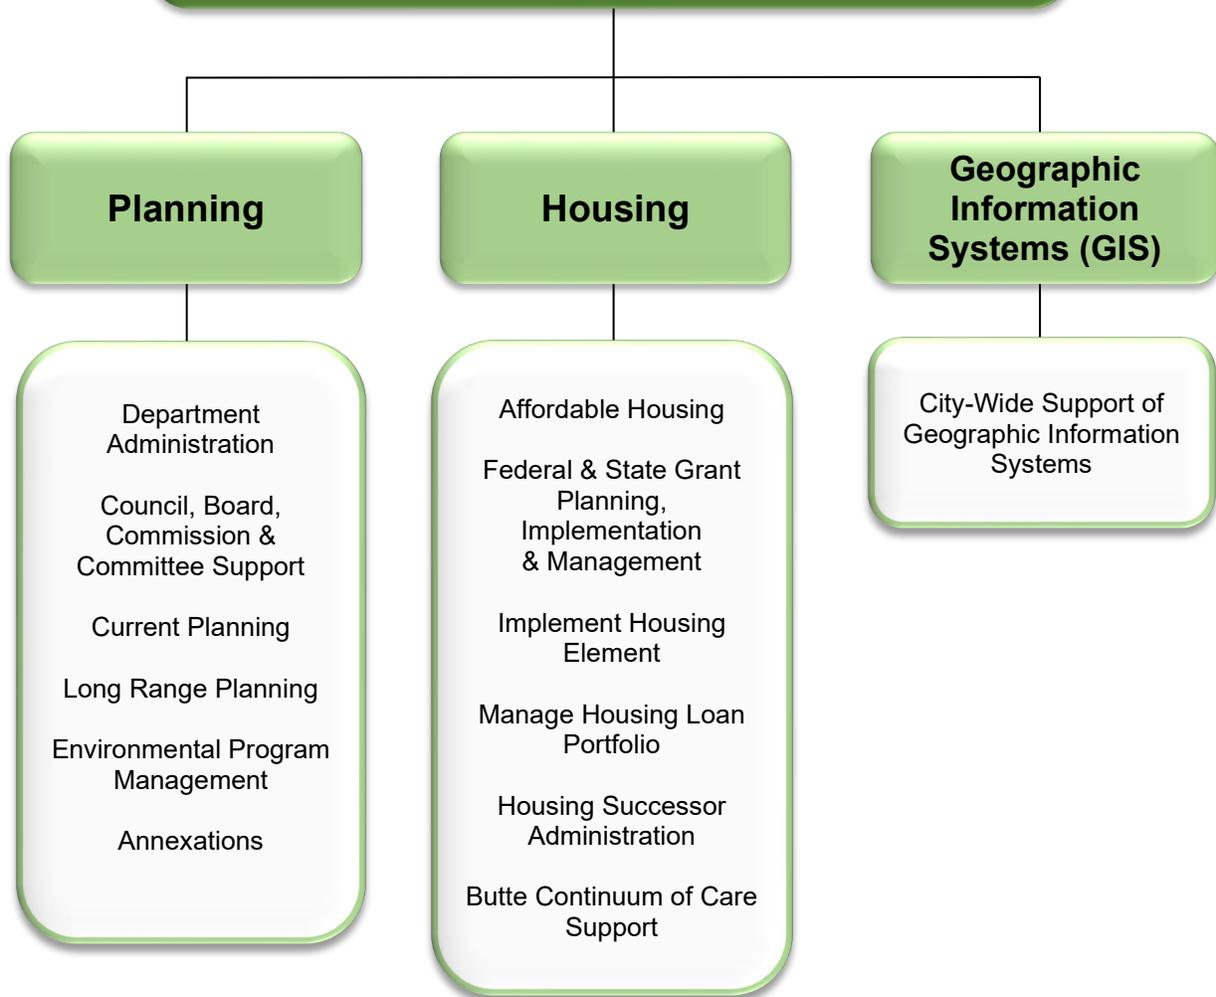 Planning
Housing
Geographic
Information
Systems (GIS)
Department
Administration
Council, Board,
Commission &
Committee Support
Current Planning
Long Range Planning
Environmental Program
Management
Annexations
Affordable Housing
Federal & State Grant
Planning,
Implementation
& Management
Implement Housing
Element
Manage Housing Loan
Portfolio
Housing Successor
Administration
Butte Continuum of Care
Support
City-Wide Support of
Geographic Information
Systems